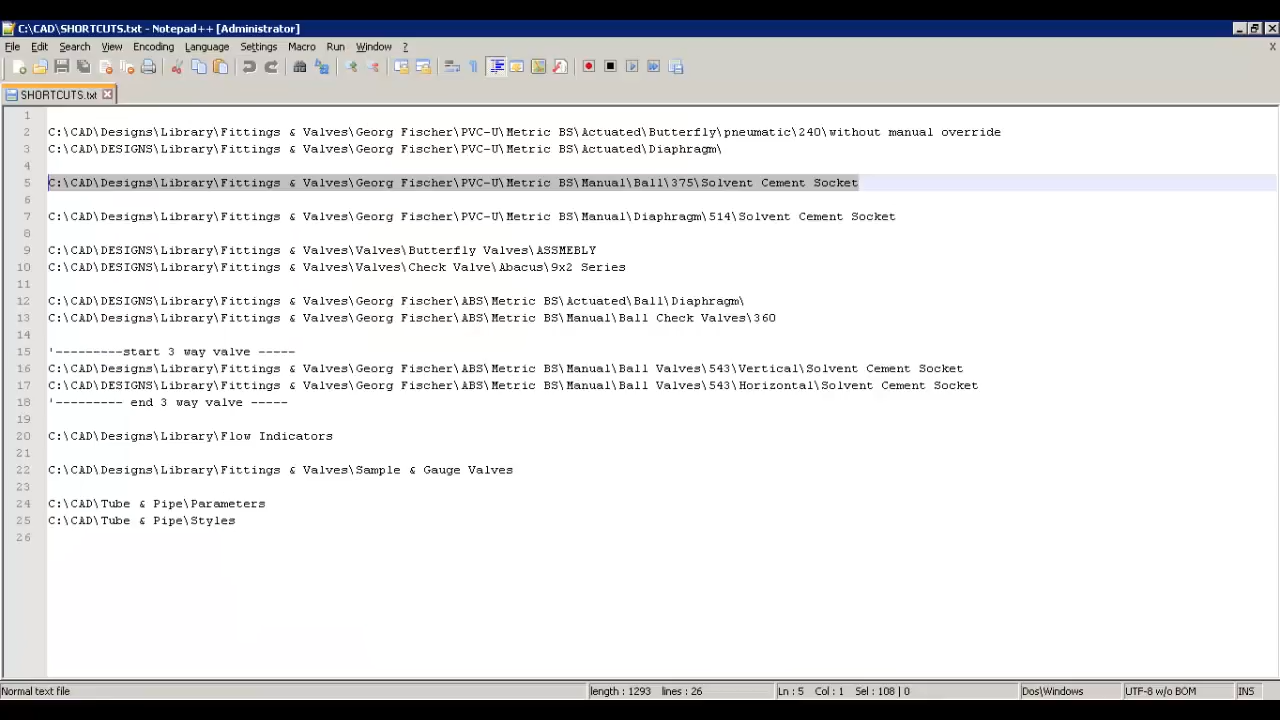 C:\CAD\SHORTCUTS.txt - Notepad++ [Administrator]
File Edit Search View Encoding Language Settings Macro Run Window ? X
SHORTCUTS.txt
1
2 C:\CAD\Designs\Library\Fittings & Valves\Georg Fischer\PVC-U\Metric BS\Actuated\Butterfly\pneumatic\240\without manual override
3 C:\CAD\DESIGNS\Library\Fittings & Valves\Georg Fischer\PVC-U\Metric BS\Actuated\Diaphragm\
4
5 C:\CAD\Designs\Library\Fittings & Valves\Georg Fischer\PVC-U\Metric BS\Manual\Ball\375\Solvent Cement Socket
6
7 C:\CAD\DESIGNS\Library\Fittings & Valves\Georg Fischer\PVC-U\Metric BS\Manual\Diaphragm\514\Solvent Cement Socket
8
9 C:\CAD\DESIGNS\Library\Fittings & Valves\Valves\Butterfly Valves\ASSMEBLY
10 C:\CAD\DESIGNS\Library\Fittings & Valves\Valves\Check Valve\Abacus\9x2 Series
11
12 C:\CAD\DESIGNS\Library\Fittings & Valves\Georg Fischer\ABS\Metric BS\Actuated\Ball\Diaphragm\
13 C:\CAD\Designs\Library\Fittings & Valves\Georg Fischer\ABS\Metric BS\Manual\Ball Check Valves\360
14
15 '---------start 3 way valve -----
16 C:\CAD\Designs\Library\Fittings & Valves\Georg Fischer\ABS\Metric BS\Manual\Ball Valves\543\Vertical\Solvent Cement Socket
17 C:\CAD\Designs\Library\Fittings & Valves\Georg Fischer\ABS\Metric BS\Manual\Ball Valves\543\Horizontal\Solvent Cement Socket
18 '--------- end 3 way valve -----
19
20 C:\CAD\Designs\Library\Flow Indicators
21
22 C:\CAD\Designs\Library\Fittings & Valves\Sample & Gauge Valves
23
24 C:\CAD\Tube & Pipe\Parameters
25 C:\CAD\Tube & Pipe\Styles
26
Normal text file length : 1293 lines : 26 Ln : 5 Col : 1 Sel : 108 | 0 Dos\Windows UTF-8 w/o BOM INS